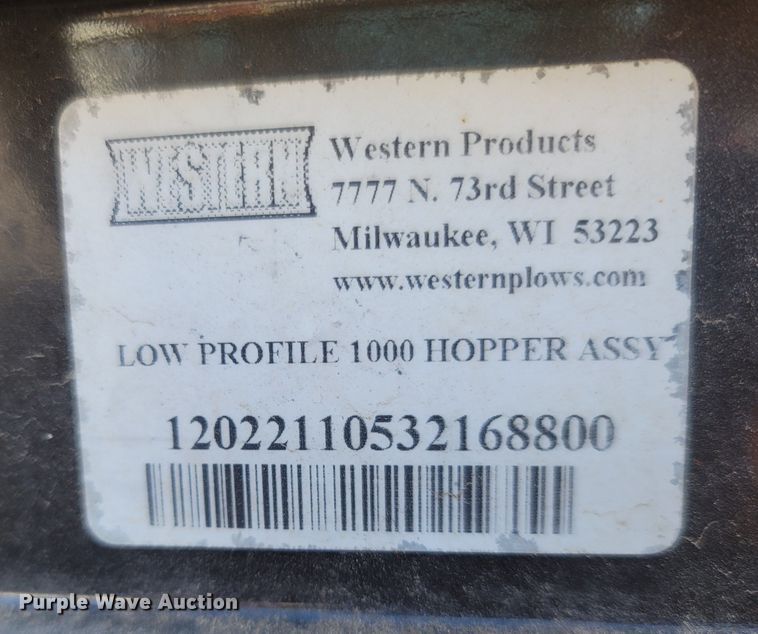 WESTERN
Western Products
7777 N. 73rd Street
Milwaukee, WI 53223
www.westernplows.com
LOW PROFILE 1000 HOPPER ASSY
12022110532168800
Purple Wave Auction